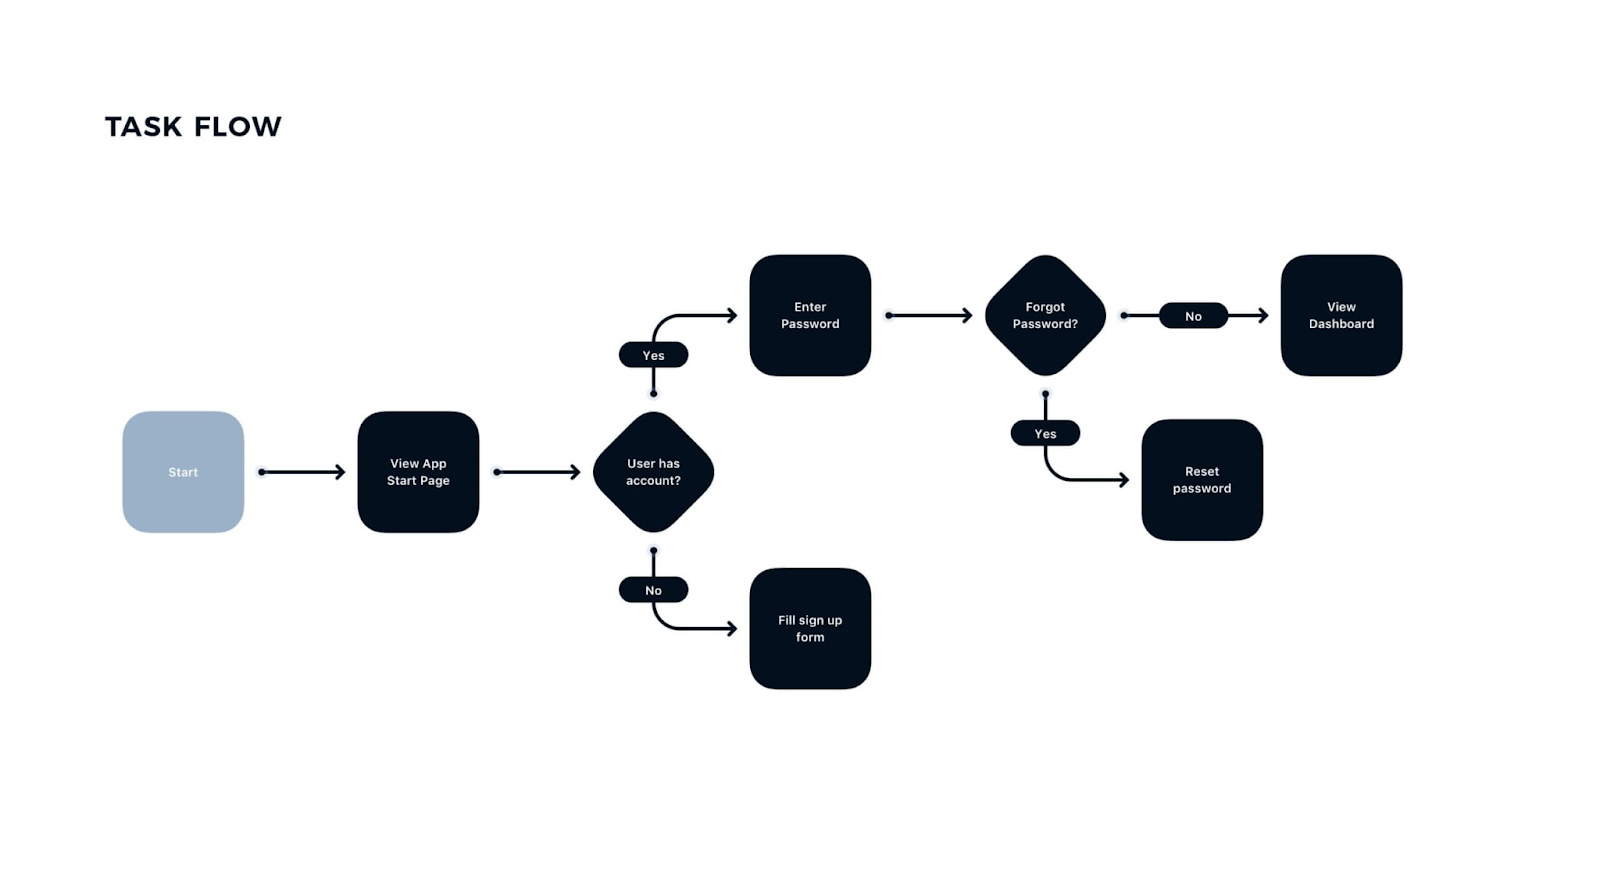 TASK FLOW
Start
View App
Start Page
User has
account?
Yes
Enter
Password
Forgot
Password?
No
View
Dashboard
Yes
Reset
password
No
Fill sign up
form